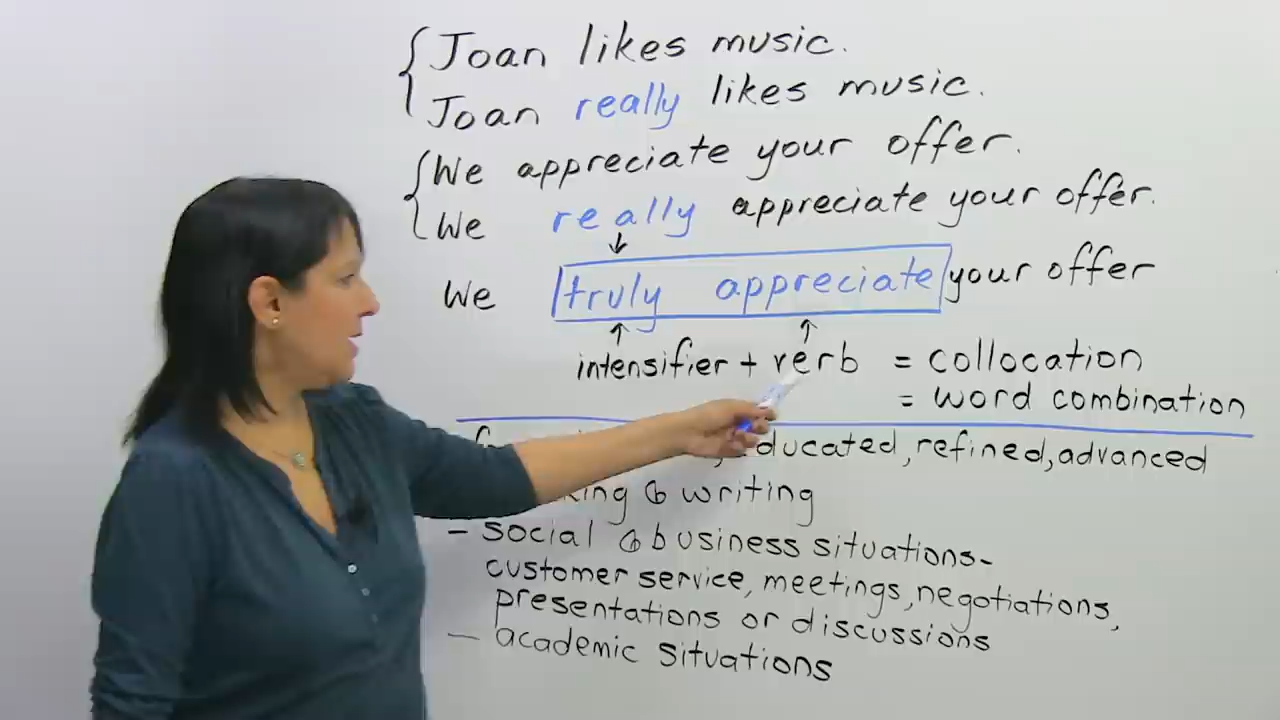 Joan likes music.
Joan really likes music.
We appreciate your offer.
We really appreciate your offer.
We truly appreciate your offer
intensifier + verb = collocation
= word combination
educated, refined, advanced
& writing
- social & business situations-
customer service, meetings, negotiations,
presentations or discussions
- academic situations